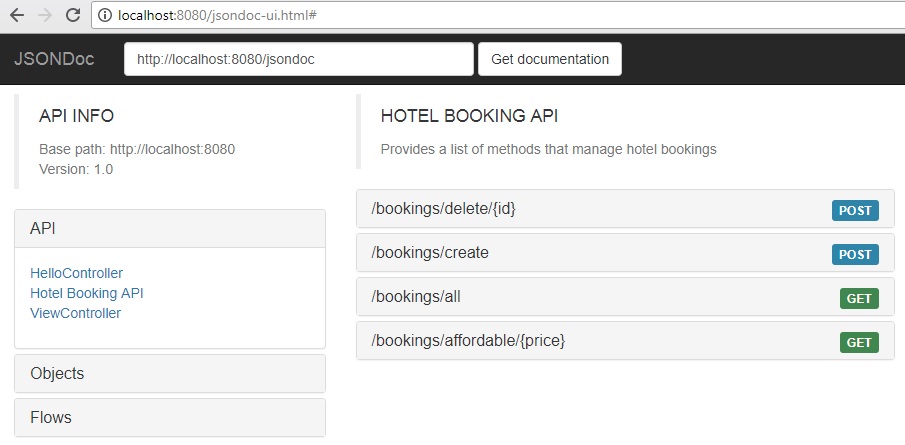 localhost:8080/jsondoc-ui.html#
JSONDoc
http://localhost:8080/jsondoc
Get documentation
API INFO
Base path: http://localhost:8080
Version: 1.0
API
HelloController
Hotel Booking API
ViewController
Objects
Flows
HOTEL BOOKING API
Provides a list of methods that manage hotel bookings
/bookings/delete/{id} POST
/bookings/create POST
/bookings/all GET
/bookings/affordable/{price} GET